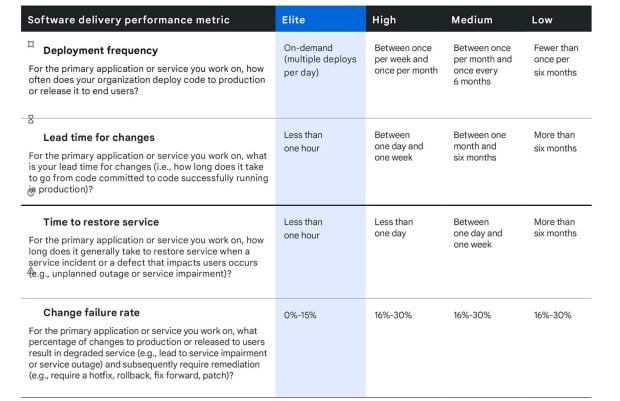 Software delivery performance metric Elite High Medium Low
Deployment frequency
For the primary application or service you work on, how
often does your organization deploy code to production
or release it to end users?
On-demand
(multiple deploys
per day)
Between once
per week and
once per month
Between once
per month and
once every
6 months
Fewer than
once per
six months
Lead time for changes
For the primary application or service you work on, what
is your lead time for changes (i.e., how long does it take
to go from code committed to code successfully running
in production)?
Less than
one hour
Between
one day and
one week
Between one
month and
six months
More than
six months
Time to restore service
For the primary application or service you work on, how
long does it generally take to restore service when a
service incident or a defect that impacts users occurs
(e.g., unplanned outage or service impairment)?
Less than
one hour
Less than
one day
Between
one day and
one week
More than
six months
Change failure rate
For the primary application or service you work on, what
percentage of changes to production or released to users
result in degraded service (e.g., lead to service impairment
or service outage) and subsequently require remediation
(e.g., require a hotfix, rollback, fix forward, patch)?
0%-15%
16%-30%
16%-30%
16%-30%